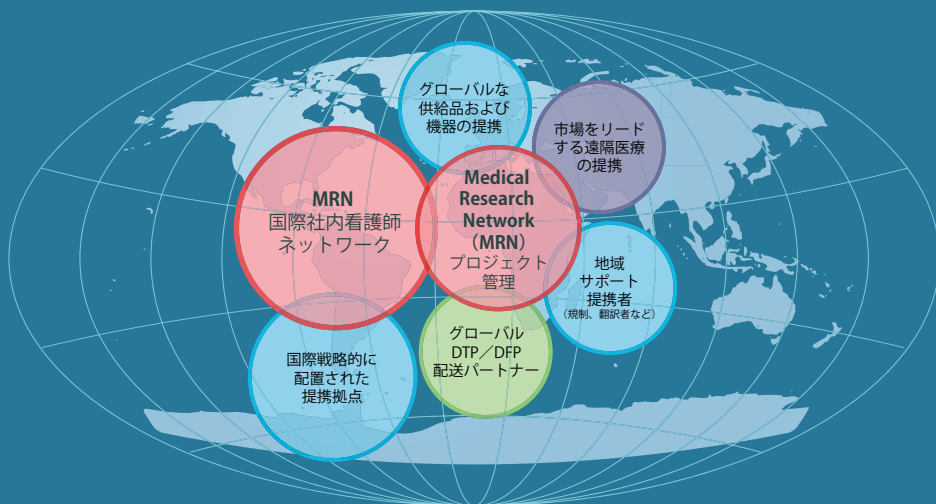 グローバルな
供給品および
機器の提携
市場をリード
する遠隔医療
の提携
MRN
国際社内看護師
ネットワーク
Medical
Research
Network
（MRN）
プロジェクト
管理
地域
サポート
提携者
（規制、翻訳者など）
国際戦略的に
配置された
提携拠点
グローバル
DTP／DFP
配送パートナー